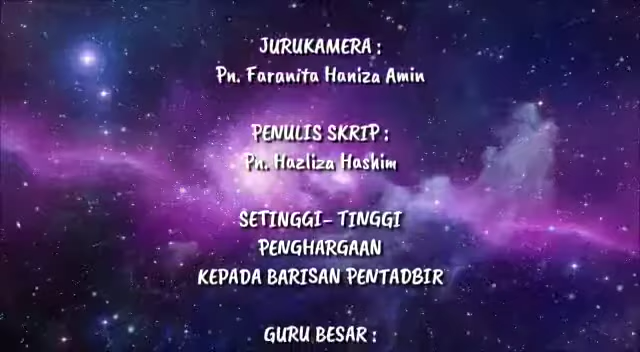 JURUKAMERA :
Pn. Faranita Haniza Amin
PENULIS SKRIP :
Pn. Hazliza Hashim
SETINGGI- TINGGI
PENGHARGAAN
KEPADA BARISAN PENTADBIR
GURU BESAR :